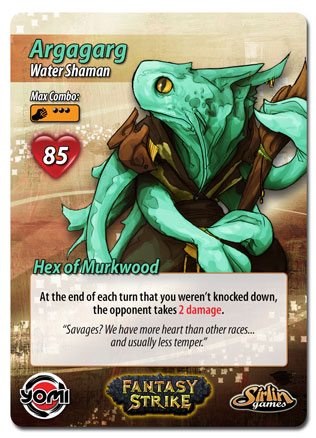 Argagarg
Water Shaman
Max Combo:
85
Hex of Murkwood
At the end of each turn that you weren't knocked down,
the opponent takes 2 damage.
"Savages? We have more heart than other races...
and usually less temper."
YOMI
FANTASY
STRIKE
Sirlin
games